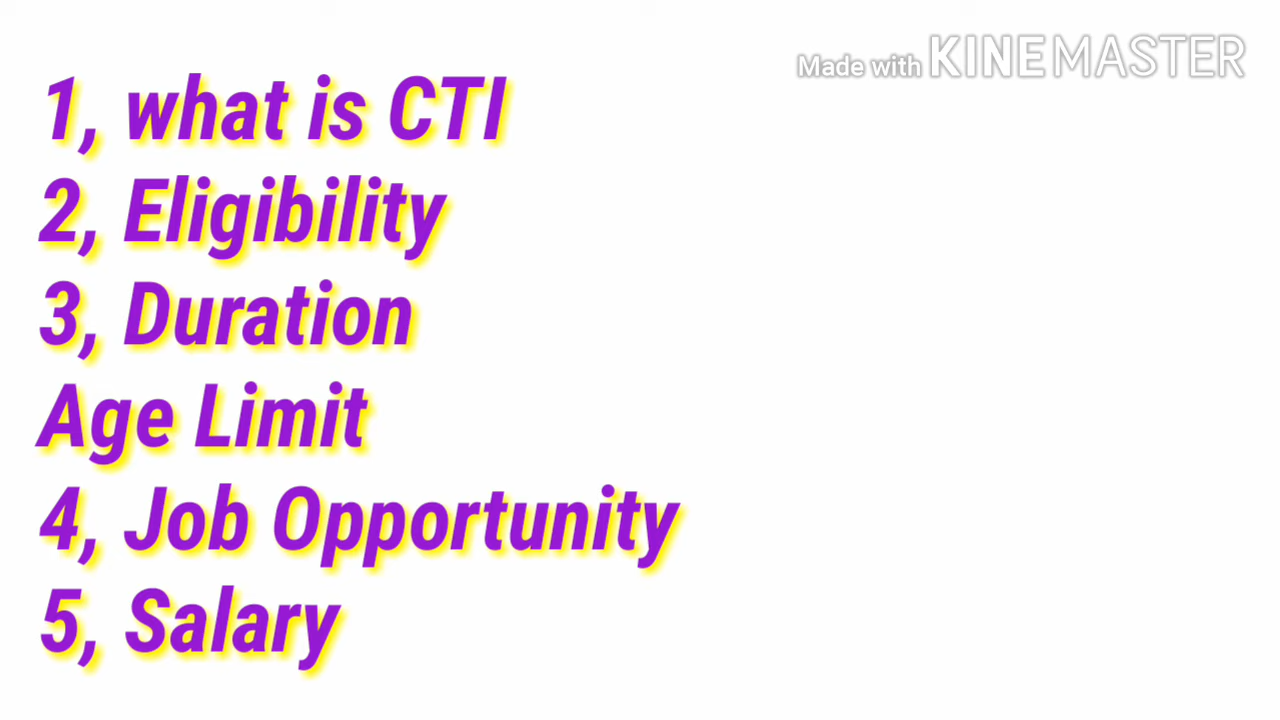 Made with KINEMASTER
1, what is CTI
2, Eligibility
3, Duration
Age Limit
4, Job Opportunity
5, Salary